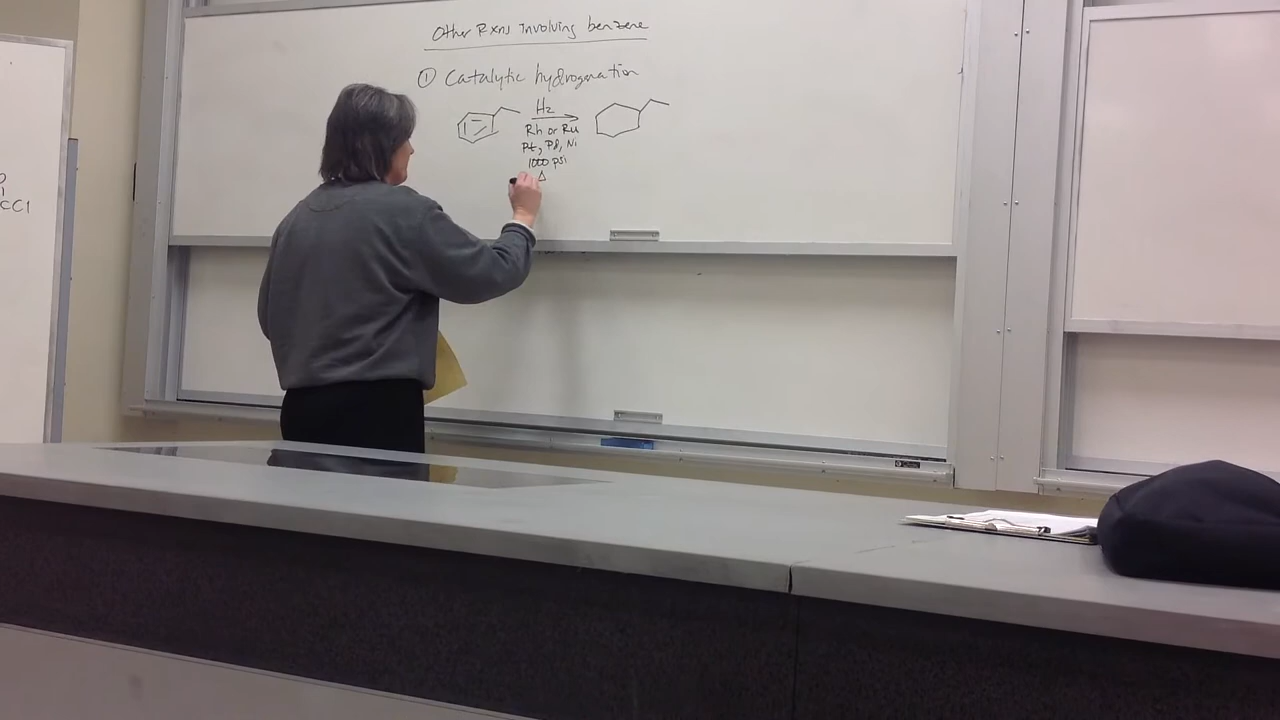 Other Rxns involving benzene
① Catalytic hydrogenation
H2
Rh or Ru
Pt, Pd, Ni
1000 psi
Δ
CCl